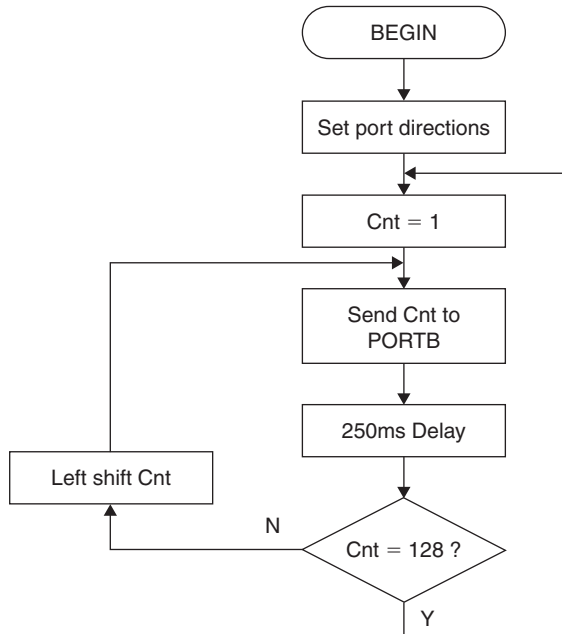 BEGIN
Set port directions
Cnt = 1
Send Cnt to
PORTB
250ms Delay
Left shift Cnt
N
Cnt = 128 ?
Y